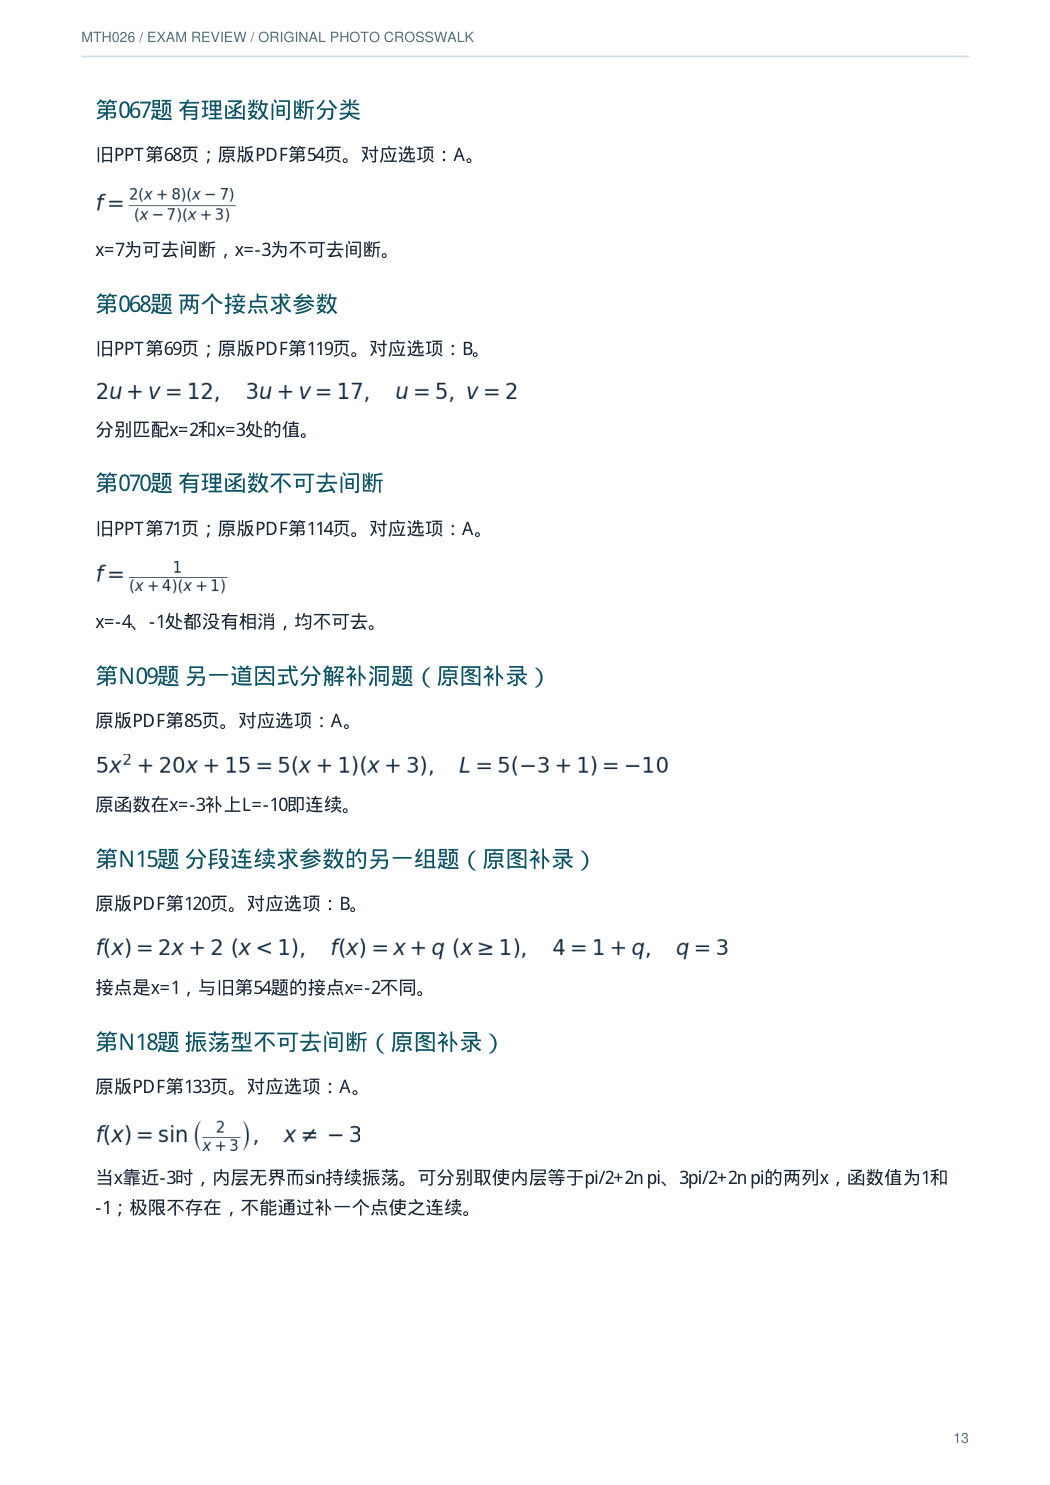 MTH026 / EXAM REVIEW / ORIGINAL PHOTO CROSSWALK
第067题 有理函数间断分类
旧PPT第68页；原版PDF第54页。对应选项：A。
f = \frac{2(x + 8)(x − 7)}{(x − 7)(x + 3)}
x=7为可去间断，x=-3为不可去间断。
第068题 两个接点求参数
旧PPT第69页；原版PDF第119页。对应选项：B。
2u + v = 12, 3u + v = 17, u = 5, v = 2
分别匹配x=2和x=3处的值。
第070题 有理函数不可去间断
旧PPT第71页；原版PDF第114页。对应选项：A。
f = \frac{1}{(x + 4)(x + 1)}
x=-4、-1处都没有相消，均不可去。
第N09题 另一道因式分解补洞题（原图补录）
原版PDF第85页。对应选项：A。
5x² + 20x + 15 = 5(x + 1)(x + 3), L = 5(−3 + 1) = −10
原函数在x=-3补上L=-10即连续。
第N15题 分段连续求参数的另一组题（原图补录）
原版PDF第120页。对应选项：B。
f(x) = 2x + 2 (x < 1), f(x) = x + q (x ≥ 1), 4 = 1 + q, q = 3
接点是x=1，与旧第54题的接点x=-2不同。
第N18题 振荡型不可去间断（原图补录）
原版PDF第133页。对应选项：A。
f(x) = sin (\frac{2}{x + 3}), x ≠ − 3
当x靠近-3时，内层无界而sin持续振荡。可分别取使内层等于pi/2+2n pi、3pi/2+2n pi的两列x，函数值为1和
-1；极限不存在，不能通过补一个点使之连续。
13